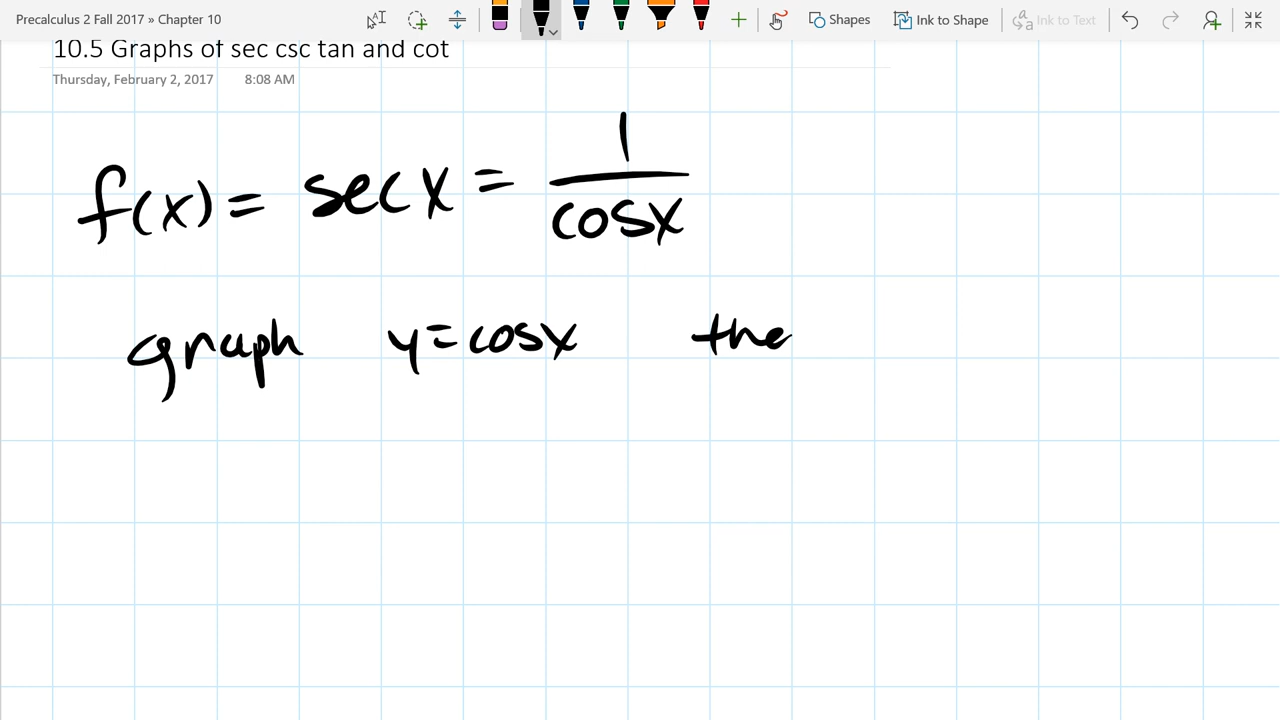 Precalculus 2 Fall 2017 » Chapter 10
Shapes
Ink to Shape
Ink to Text
10.5 Graphs of sec csc tan and cot
Thursday, February 2, 2017 8:08 AM
f(x) = sec x = 1/cosx
graph y=cosx the